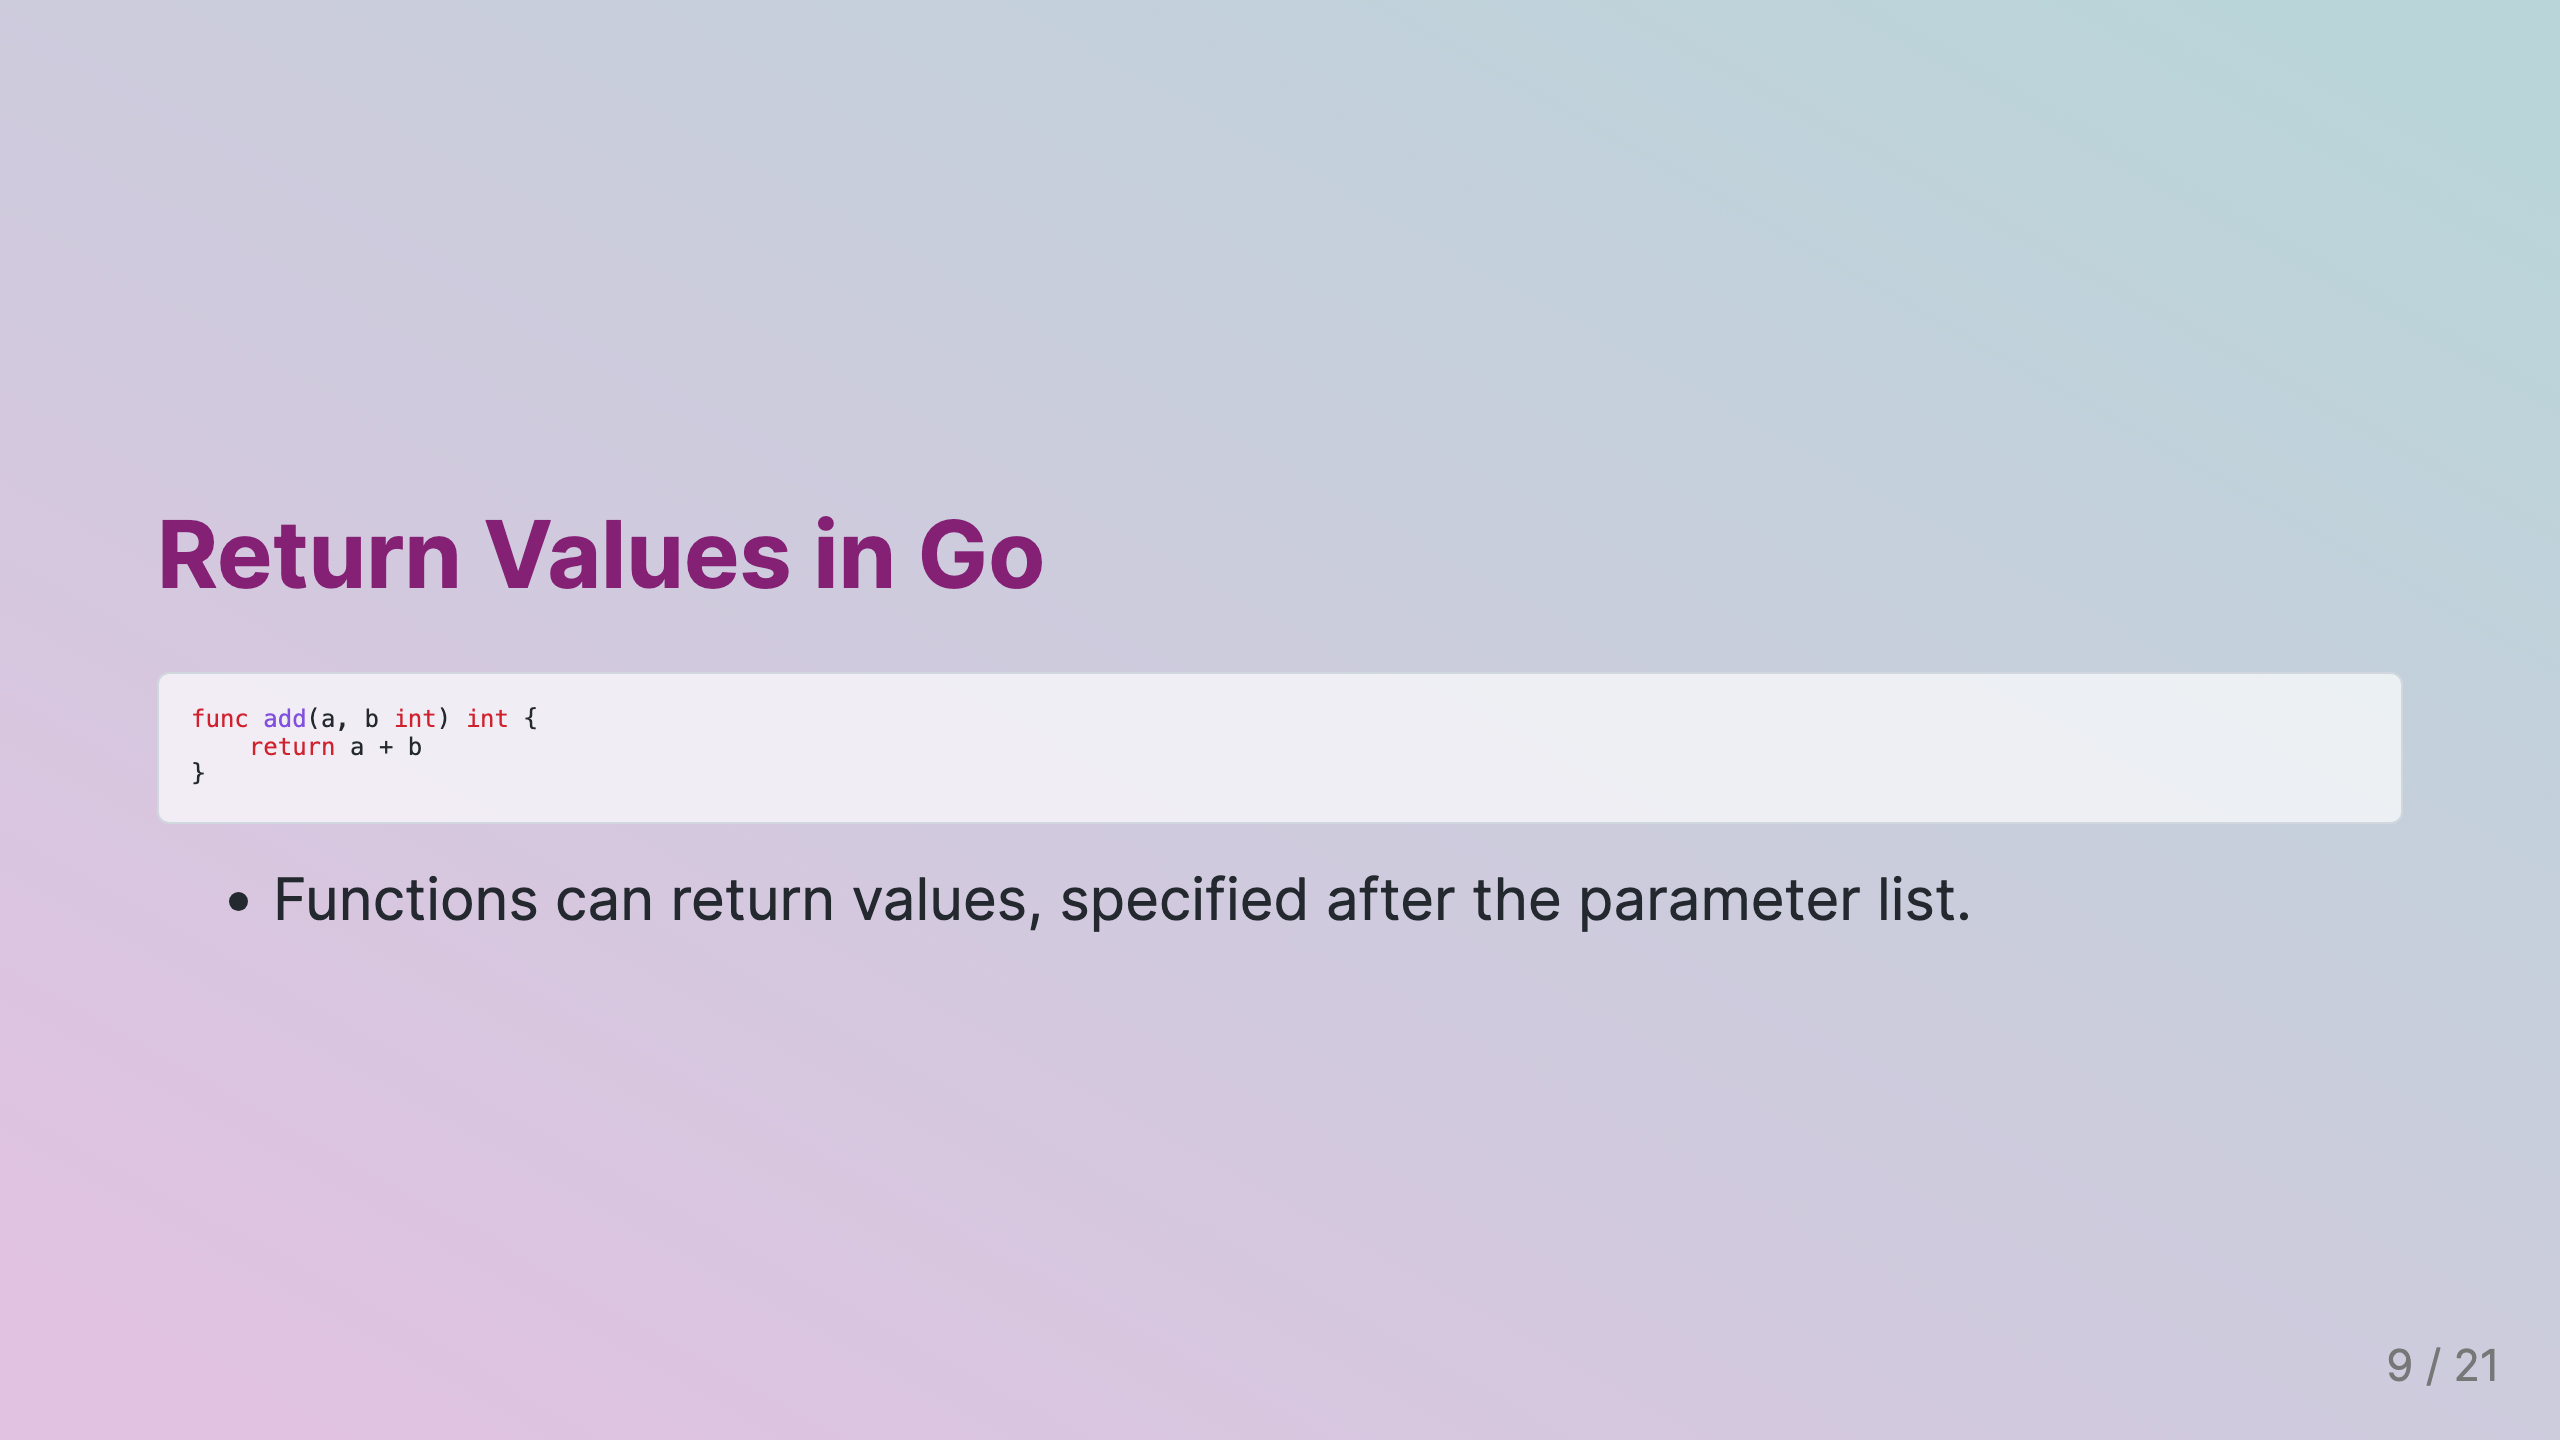 Return Values in Go
func add(a, b int) int {
    return a + b
}
• Functions can return values, specified after the parameter list.
9 / 21